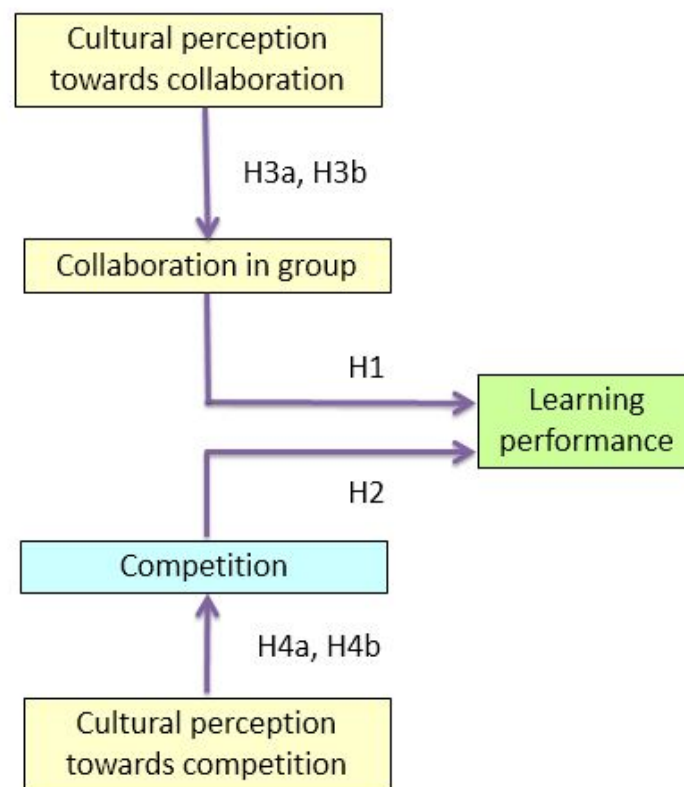 Cultural perception
towards collaboration
H3a, H3b
Collaboration in group
H1
Learning
performance
H2
Competition
H4a, H4b
Cultural perception
towards competition